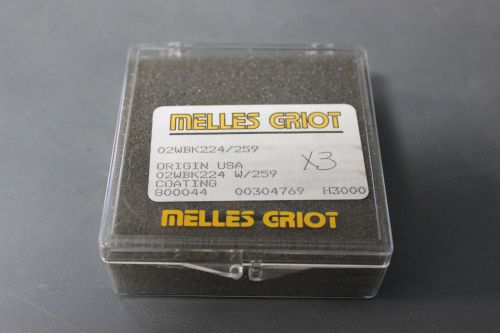 MELLES GRIOT
02WBK224/259
ORIGIN USA
X3
02WBK224 W/259
COATING
800044 00304769 H3000
MELLES GRIOT